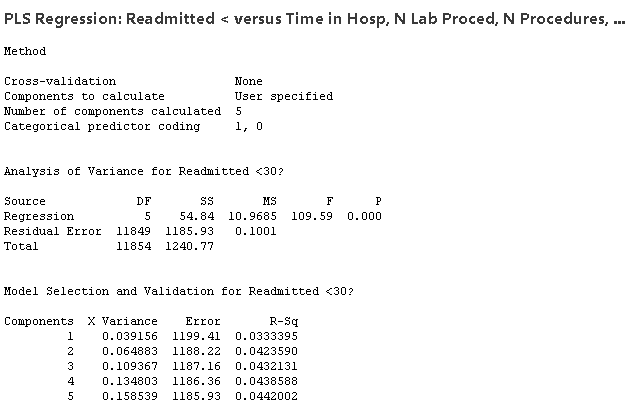 PLS Regression: Readmitted < versus Time in Hosp, N Lab Proced, N Procedures, ...
Method
Cross-validation None
Components to calculate User specified
Number of components calculated 5
Categorical predictor coding 1, 0
Analysis of Variance for Readmitted <30?
Source DF SS MS F P
Regression 5 54.84 10.9685 109.59 0.000
Residual Error 11849 1185.93 0.1001
Total 11854 1240.77
Model Selection and Validation for Readmitted <30?
Components X Variance Error R-Sq
1 0.039156 1199.41 0.0333395
2 0.064883 1188.22 0.0423590
3 0.109367 1187.16 0.0432131
4 0.134803 1186.36 0.0438588
5 0.158539 1185.93 0.0442002